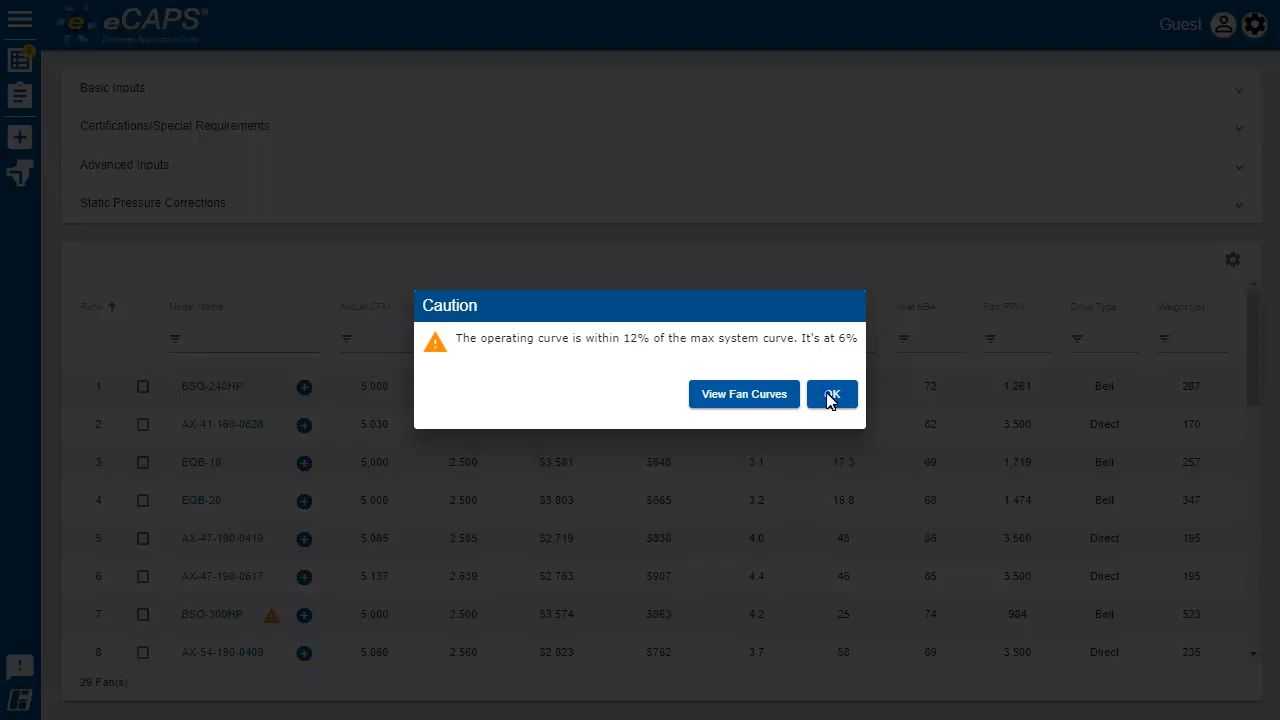 eCAPS®
Guest
Basic Inputs
Certifications/Special Requirements
Advanced Inputs
Static Pressure Corrections
Rank Model Name Actual CFM Inlet dBA Fan RPM Drive Type Weight (lbs)
Caution
The operating curve is within 12% of the max system curve. It's at 6%
View Fan Curves OK
1 BSQ-240HP 5,000 72 1,261 Belt 287
2 AX-41-160-0626 5,030 82 3,500 Direct 170
3 EQB-18 5,000 2.500 $3,581 $648 3.1 17.3 69 1,719 Belt 257
4 EQB-20 5,000 2.500 $3,803 $665 3.2 16.8 68 1,474 Belt 347
5 AX-47-190-0419 5,085 2.585 $2,719 $838 4.0 48 86 3,500 Direct 195
6 AX-47-190-0617 5,137 2.639 $2,763 $907 4.4 46 85 3,500 Direct 195
7 BSQ-300HP 5,000 2.500 $3,574 $863 4.2 25 74 984 Belt 523
8 AX-54-190-0409 5,060 2.560 $2,823 $762 3.7 58 89 3,500 Direct 235
29 Fan(s)